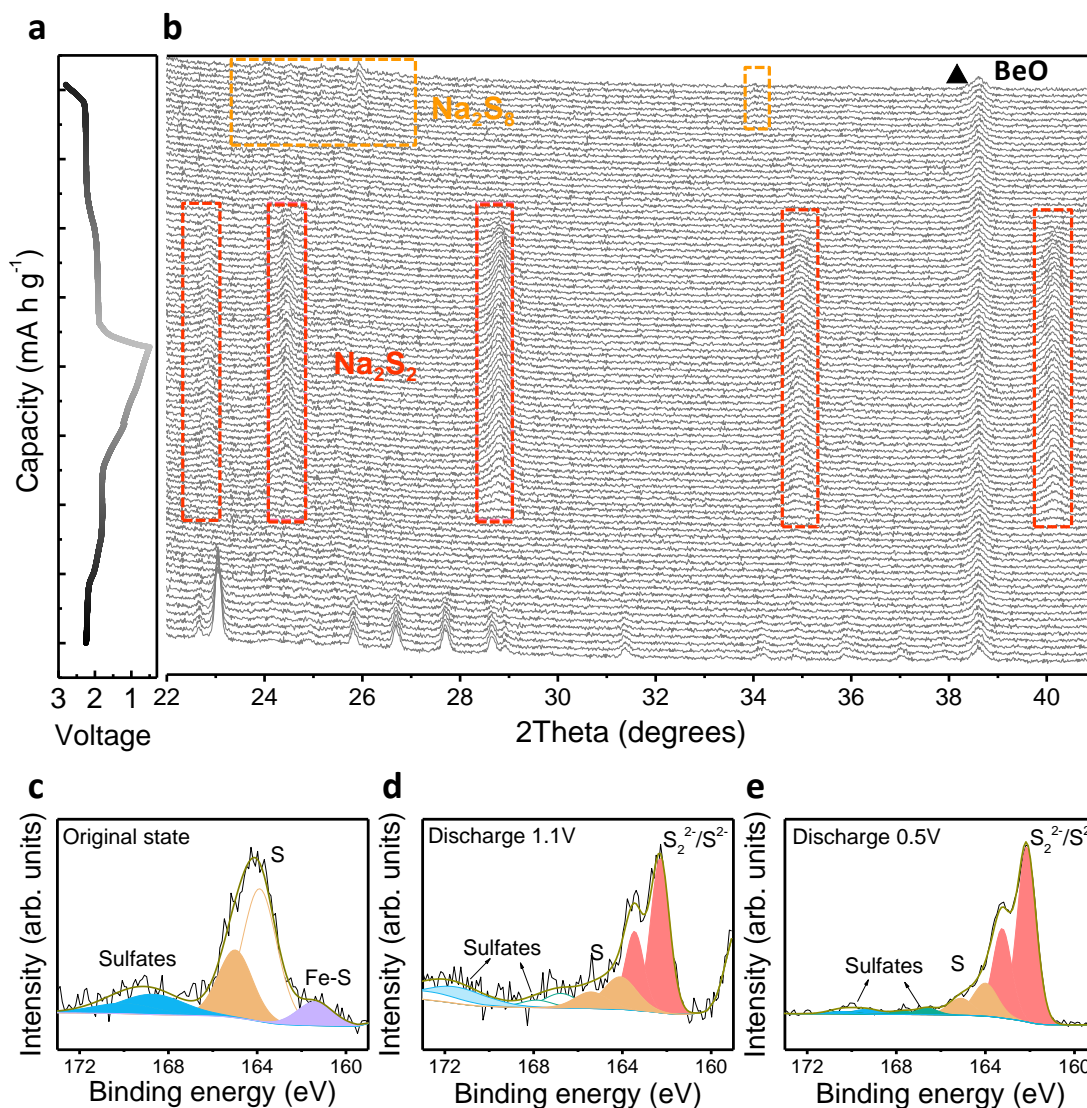 a
b
BeO
Na₂S₈
Na₂S₂
Capacity (mA h g⁻¹)
3 2 1
Voltage
22 24 26 28 30 32 34 36 38 40
2Theta (degrees)
c
d
e
Original state
S
Sulfates
Fe-S
Intensity (arb. units)
172 168 164 160
Binding energy (eV)
Discharge 1.1V
S₂²⁻/S²⁻
Sulfates
S
Intensity (arb. units)
172 168 164 160
Binding energy (eV)
Discharge 0.5V
S₂²⁻/S²
Sulfates
S
Intensity (arb. units)
172 168 164 160
Binding energy (eV)